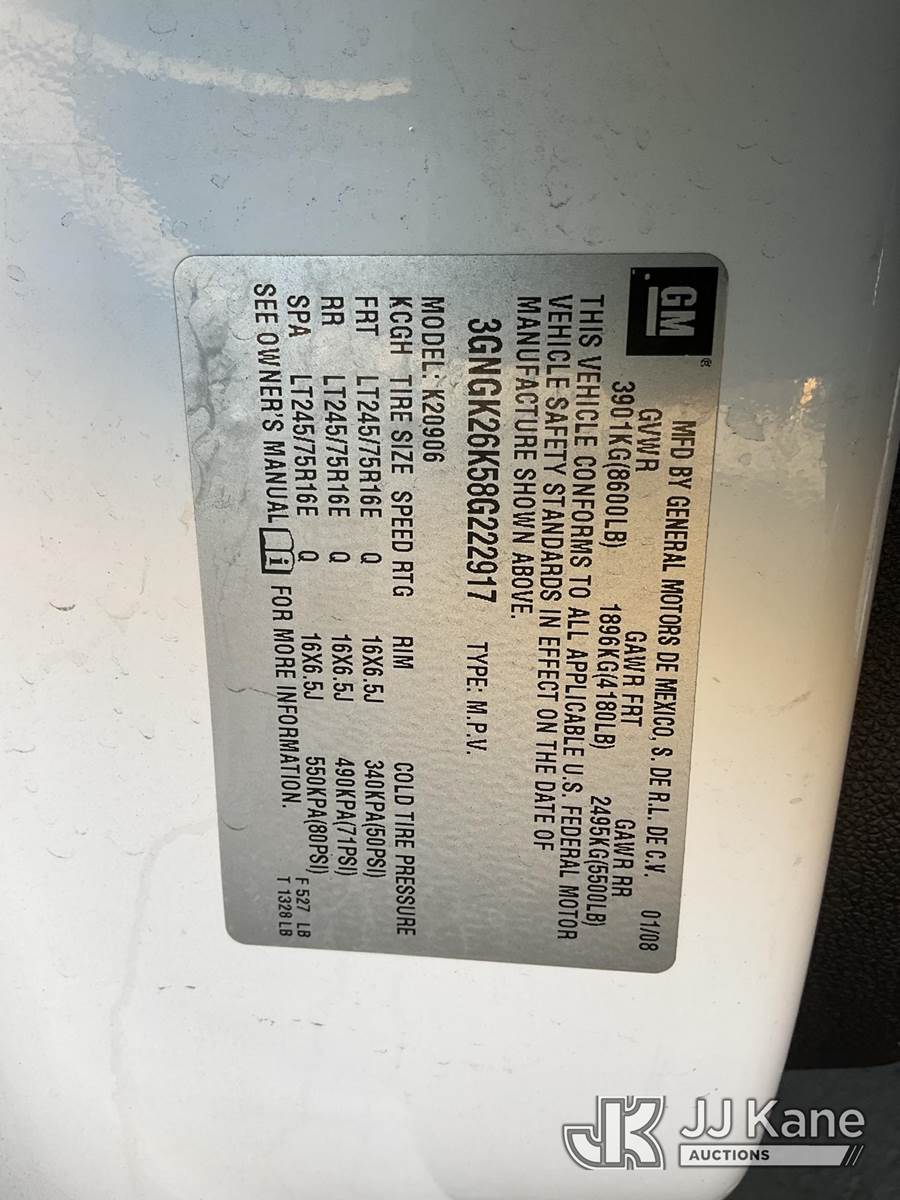 GM ®
MFD BY GENERAL MOTORS DE MEXICO, S. DE R.L. DE C.V. 01/08
GVWR GAWR FRT GAWR RR
3901KG(8600LB) 1896KG(4180LB) 2495KG(5500LB)
THIS VEHICLE CONFORMS TO ALL APPLICABLE U.S. FEDERAL MOTOR
VEHICLE SAFETY STANDARDS IN EFFECT ON THE DATE OF
MANUFACTURE SHOWN ABOVE.
3GNGK26K58G222917 TYPE: M.P.V.
MODEL: K20906
KCGH TIRE SIZE SPEED RTG RIM COLD TIRE PRESSURE
FRT LT245/75R16E Q 16X6.5J 340KPA(50PSI)
RR LT245/75R16E Q 16X6.5J 490KPA(71PSI)
SPA LT245/75R16E Q 16X6.5J 550KPA(80PSI)
SEE OWNER'S MANUAL i FOR MORE INFORMATION.
F 527 LB
T 1328 LB
JK JJ Kane
AUCTIONS